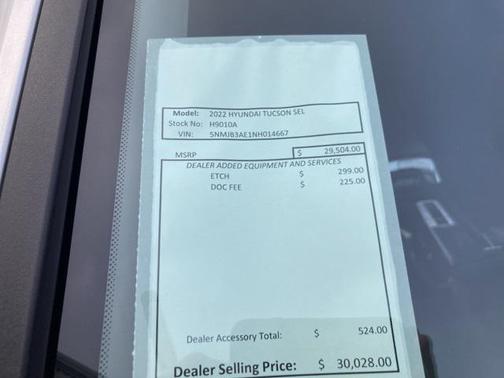 Model: 2022 HYUNDAI TUCSON SEL
Stock No: H9010A
VIN: 5NMJB3AE1NH014667
MSRP $ 29,504.00
DEALER ADDED EQUIPMENT AND SERVICES
ETCH $ 299.00
DOC FEE $ 225.00
Dealer Accessory Total: $ 524.00
Dealer Selling Price: $ 30,028.00